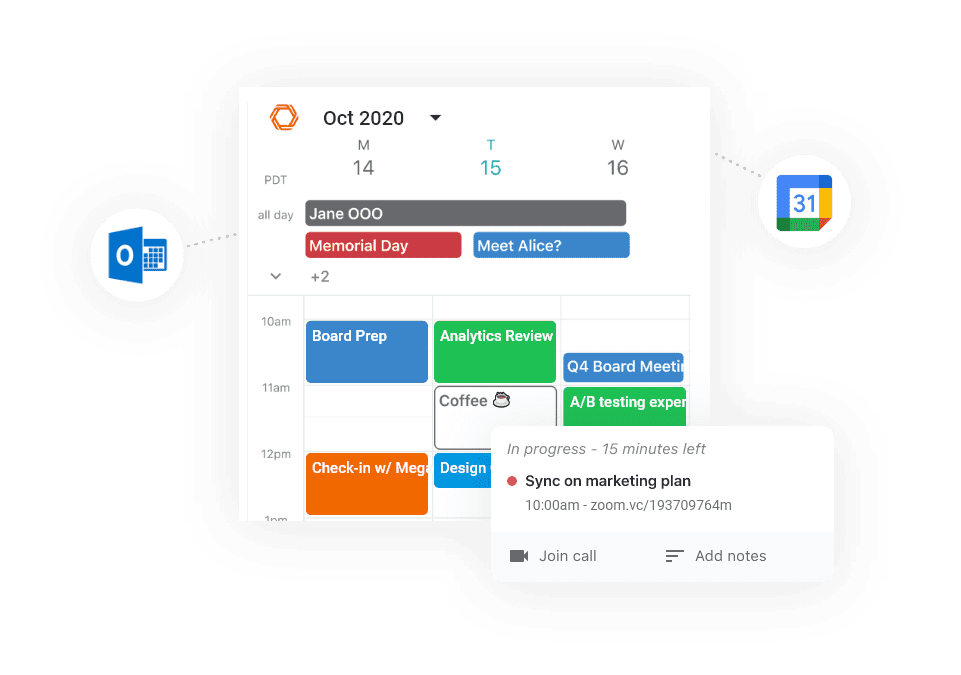 Oct 2020
M
T
W
14
15
16
PDT
all day
Jane OOO
Memorial Day
Meet Alice?
+2
10am
Board Prep
Analytics Review
Q4 Board Meetin
11am
Coffee ☕
A/B testing exper
12pm
Check-in w/ Mega
Design
1pm
In progress - 15 minutes left
Sync on marketing plan
10:00am - zoom.vc/193709764m
Join call
Add notes
O
31